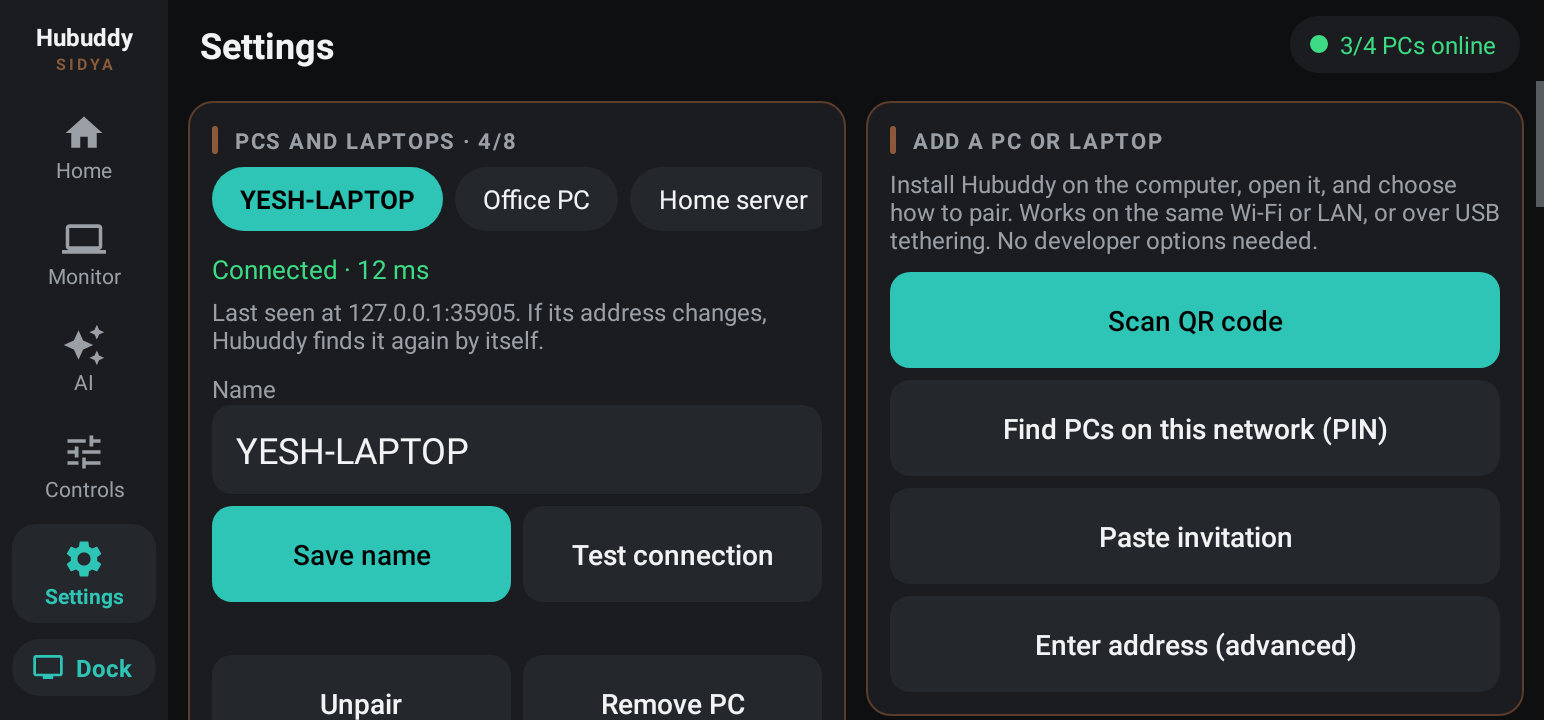 Hubuddy
SIDYA
Home
Monitor
AI
Controls
Settings
Dock
Settings
3/4 PCs online
PCS AND LAPTOPS · 4/8
YESH-LAPTOP
Office PC
Home server
Connected · 12 ms
Last seen at 127.0.0.1:35905. If its address changes,
Hubuddy finds it again by itself.
Name
YESH-LAPTOP
Save name
Test connection
Unpair
Remove PC
ADD A PC OR LAPTOP
Install Hubuddy on the computer, open it, and choose
how to pair. Works on the same Wi-Fi or LAN, or over USB
tethering. No developer options needed.
Scan QR code
Find PCs on this network (PIN)
Paste invitation
Enter address (advanced)